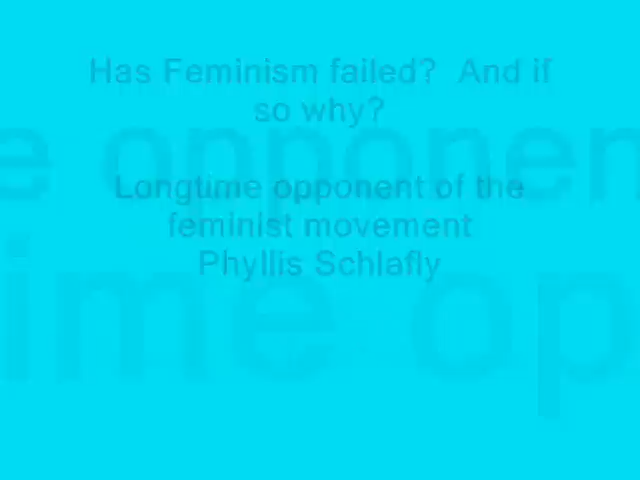 Has Feminism failed? And if
so why?
e opponen
Longtime opponent of the
feminist movement
Phyllis Schlafly
ime op